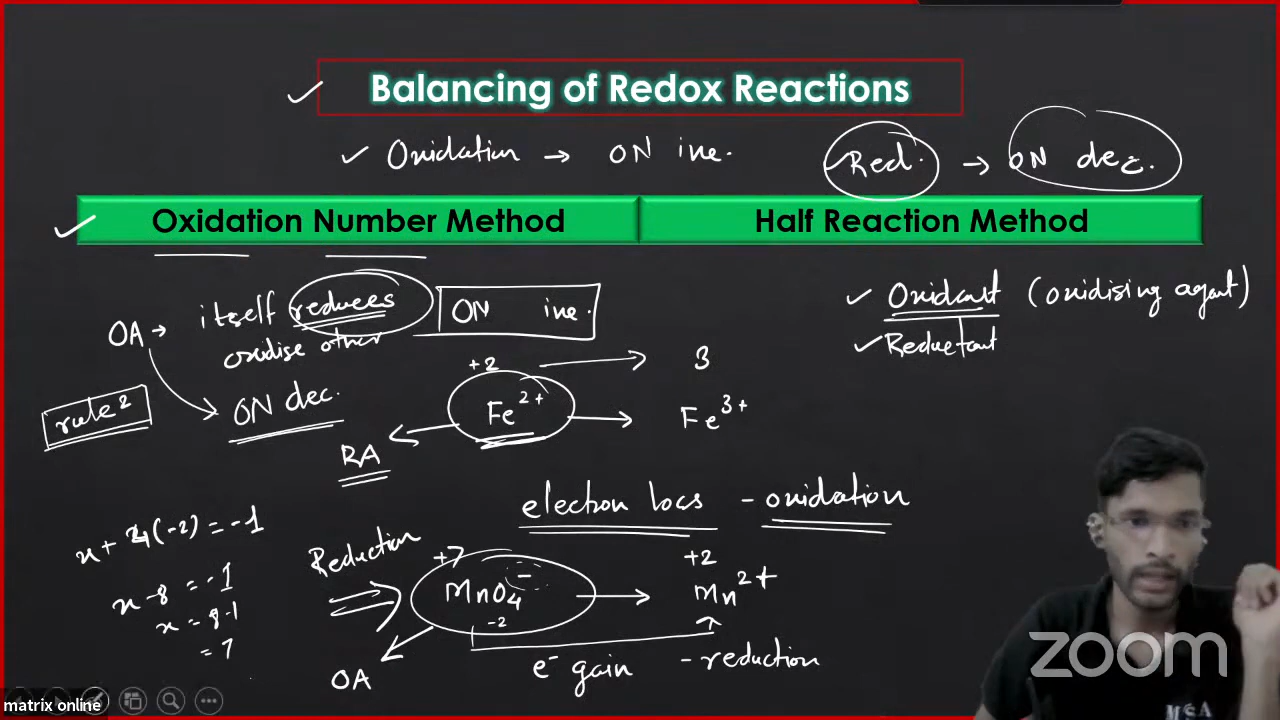 Balancing of Redox Reactions
Oxidation → ON inc.
Red. → ON dec.
Oxidation Number Method
Half Reaction Method
OA → itself reduces
oxidise other
ON inc.
Oxidant (oxidising agent)
Reductant
ON dec.
rule 2
+2 → 3
Fe²⁺ → Fe³⁺
RA
electron loss - oxidation
x + 4(-2) = -1
x - 8 = -1
x = 8-1
= 7
Reduction
+7 +2
MnO₄⁻ → Mn²⁺
-2
OA
e⁻ gain - reduction
zoom
matrix online
MSA